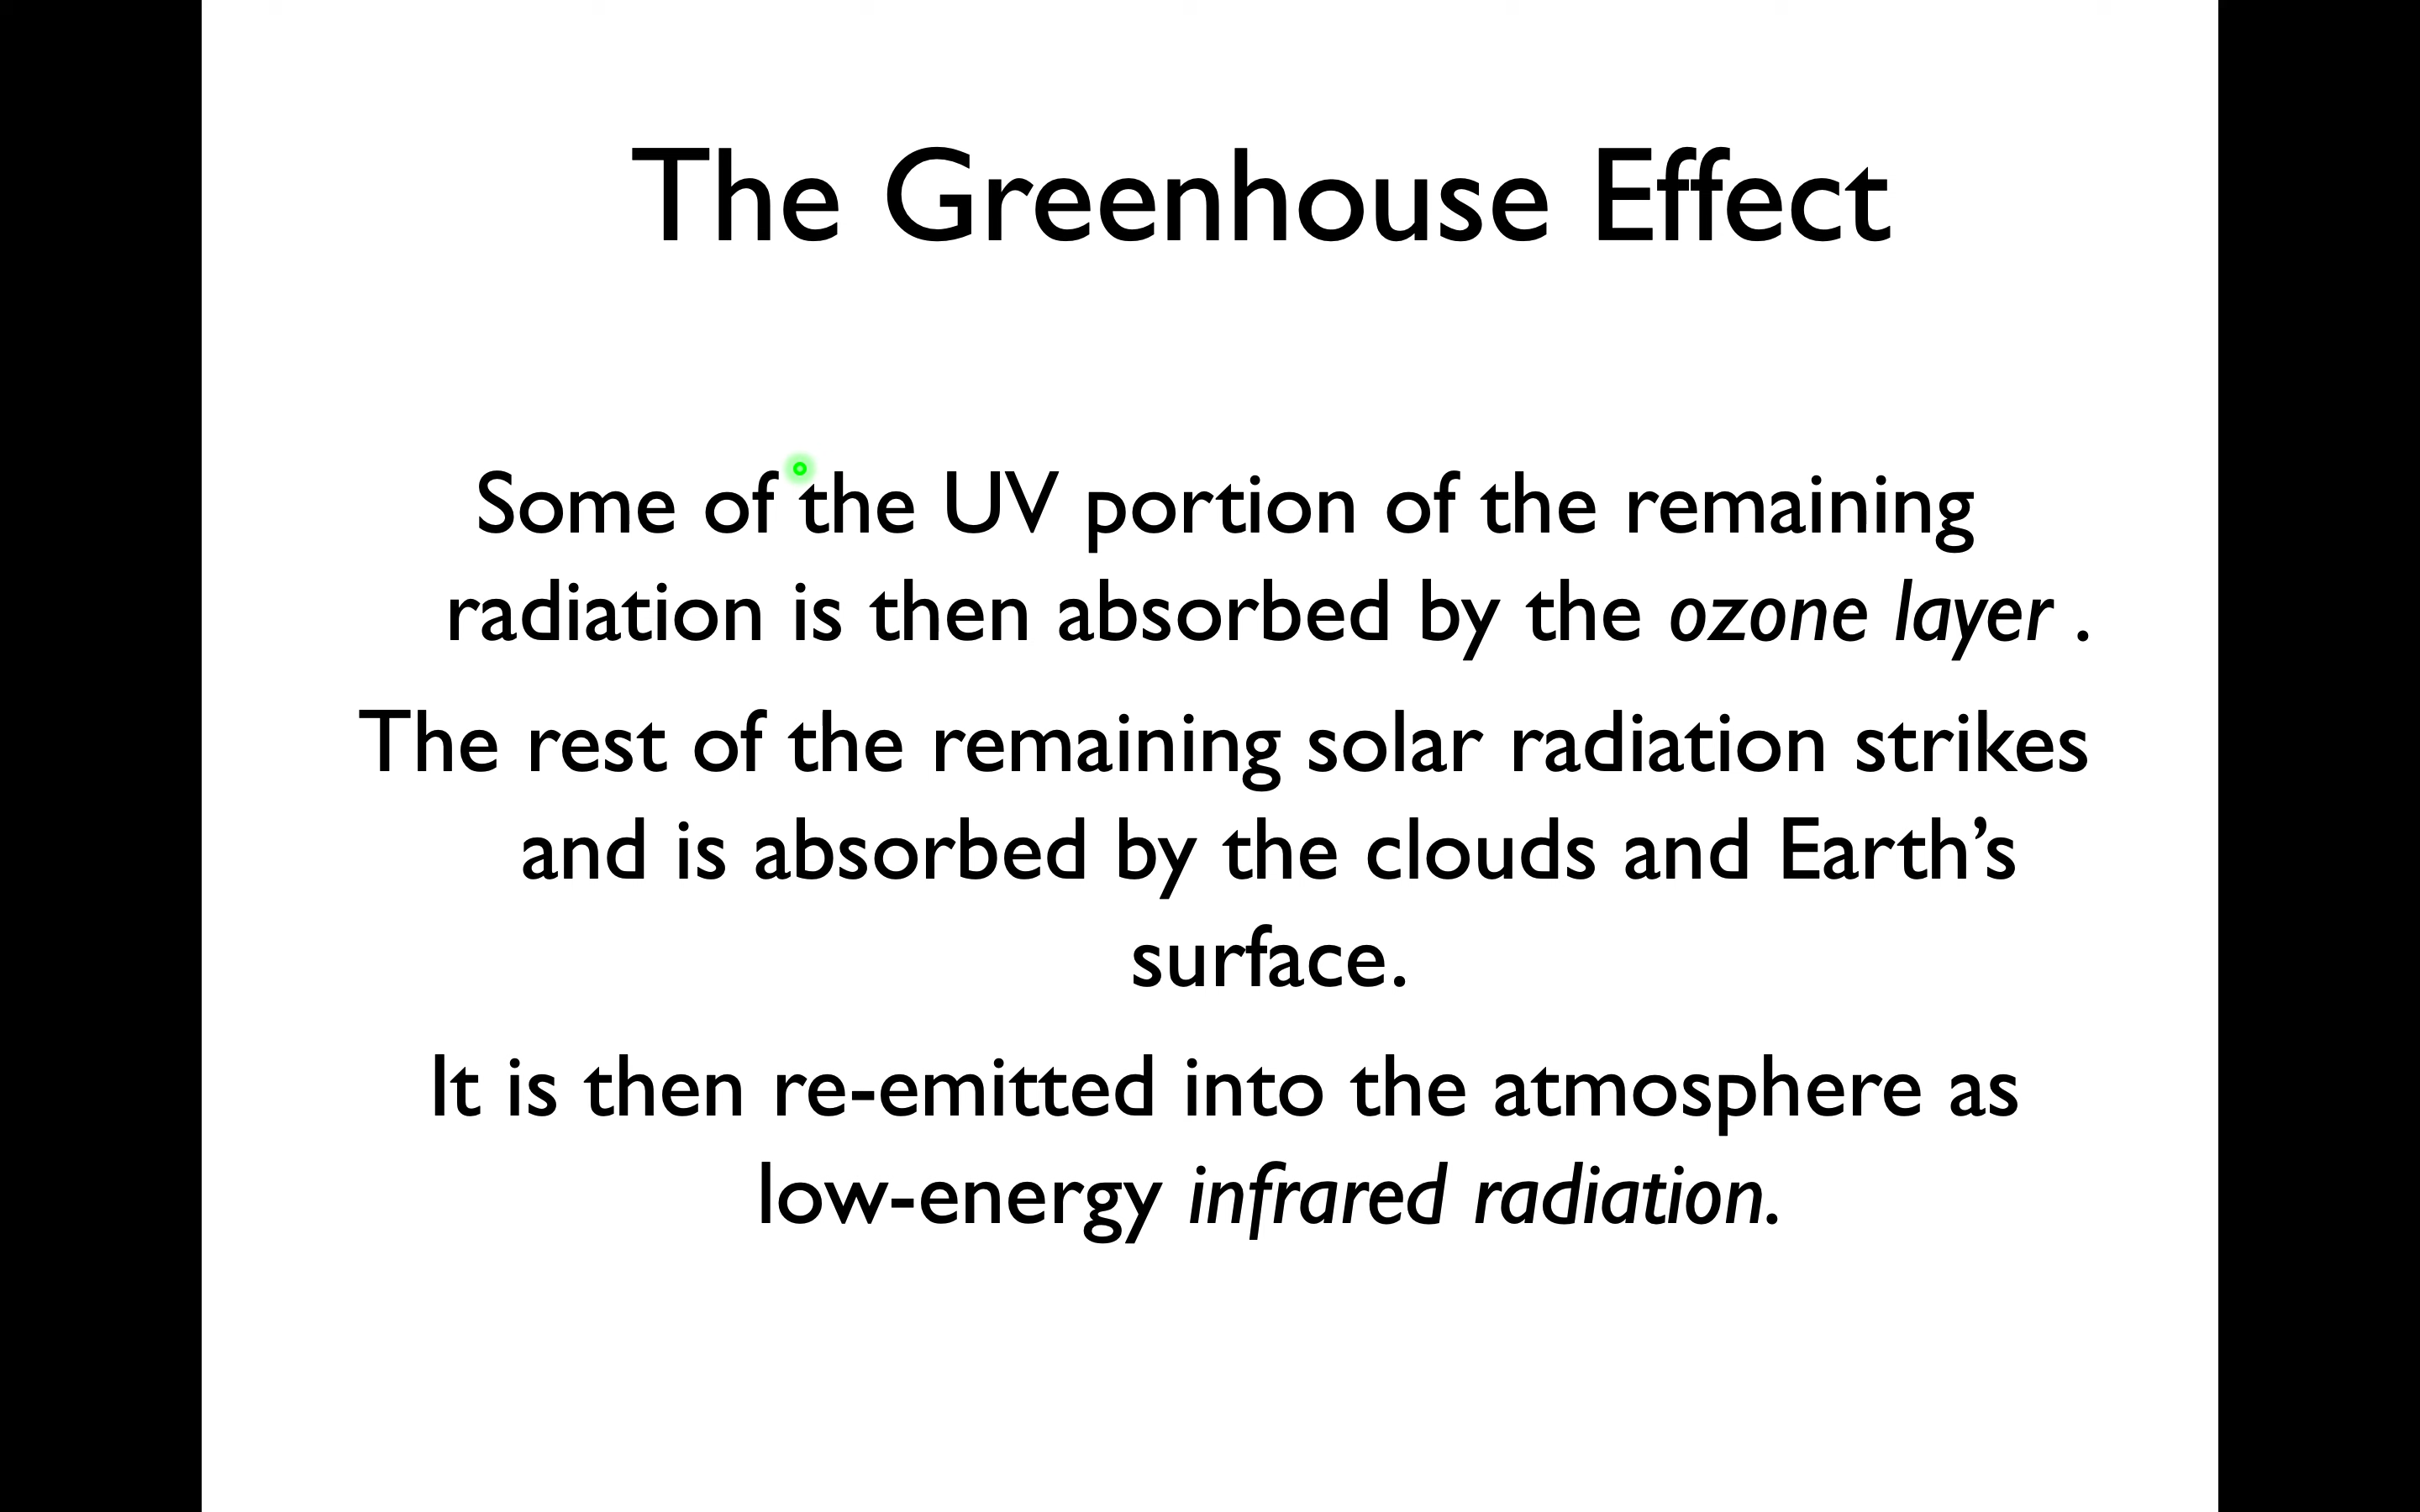 The Greenhouse Effect
Some of the UV portion of the remaining
radiation is then absorbed by the ozone layer .
The rest of the remaining solar radiation strikes
and is absorbed by the clouds and Earth’s
surface.
It is then re-emitted into the atmosphere as
low-energy infrared radiation.